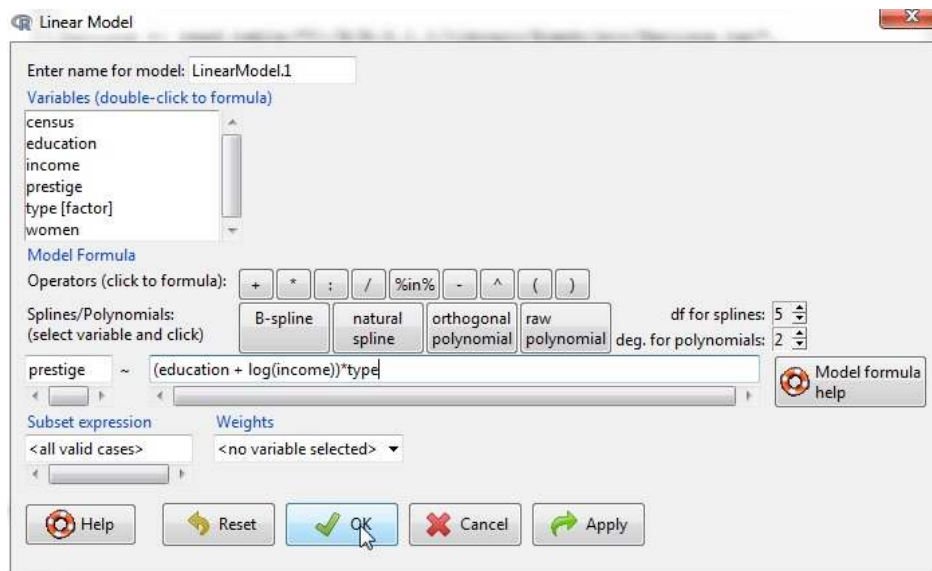 Linear Model
Enter name for model: LinearModel.1
Variables (double-click to formula)
census
education
income
prestige
type [factor]
women
Model Formula
Operators (click to formula): + * : / %in% - ^ ( )
Splines/Polynomials:
(select variable and click)
B-spline
natural
spline
orthogonal
polynomial
raw
polynomial
df for splines: 5
deg. for polynomials: 2
prestige ~ (education + log(income))*type
Model formula
help
Subset expression
Weights
<all valid cases>
<no variable selected>
Help
Reset
OK
Cancel
Apply